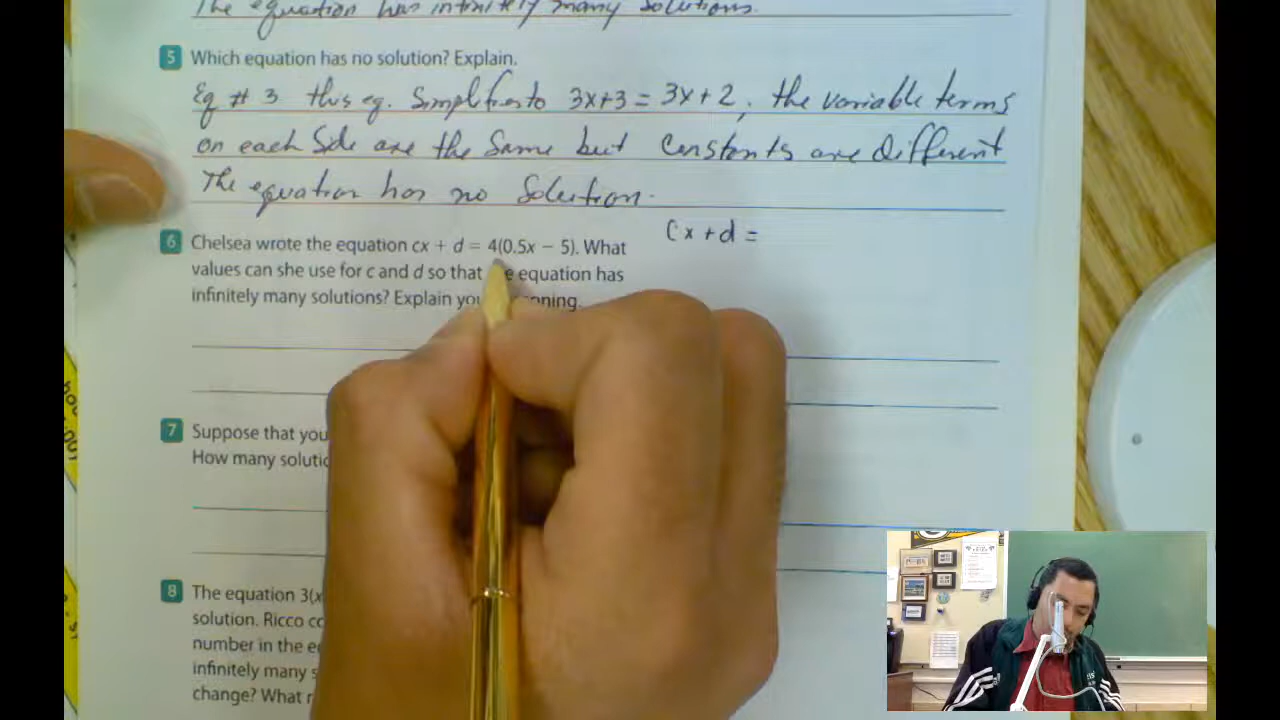 The equation has infinitely many solutions.
5 Which equation has no solution? Explain.
Eq # 3 this eq. Simplifies to 3x+3 = 3x+2, the variable terms
on each Side are the Same but Constants are different
The equation has no Solution.
6 Chelsea wrote the equation cx + d = 4(0.5x − 5). What
values can she use for c and d so that the equation has
infinitely many solutions? Explain your reasoning.
Cx + d =
7 Suppose that you
How many
8 The equation 3(x
solution. Ricco
number in the
infinitely many
change? What